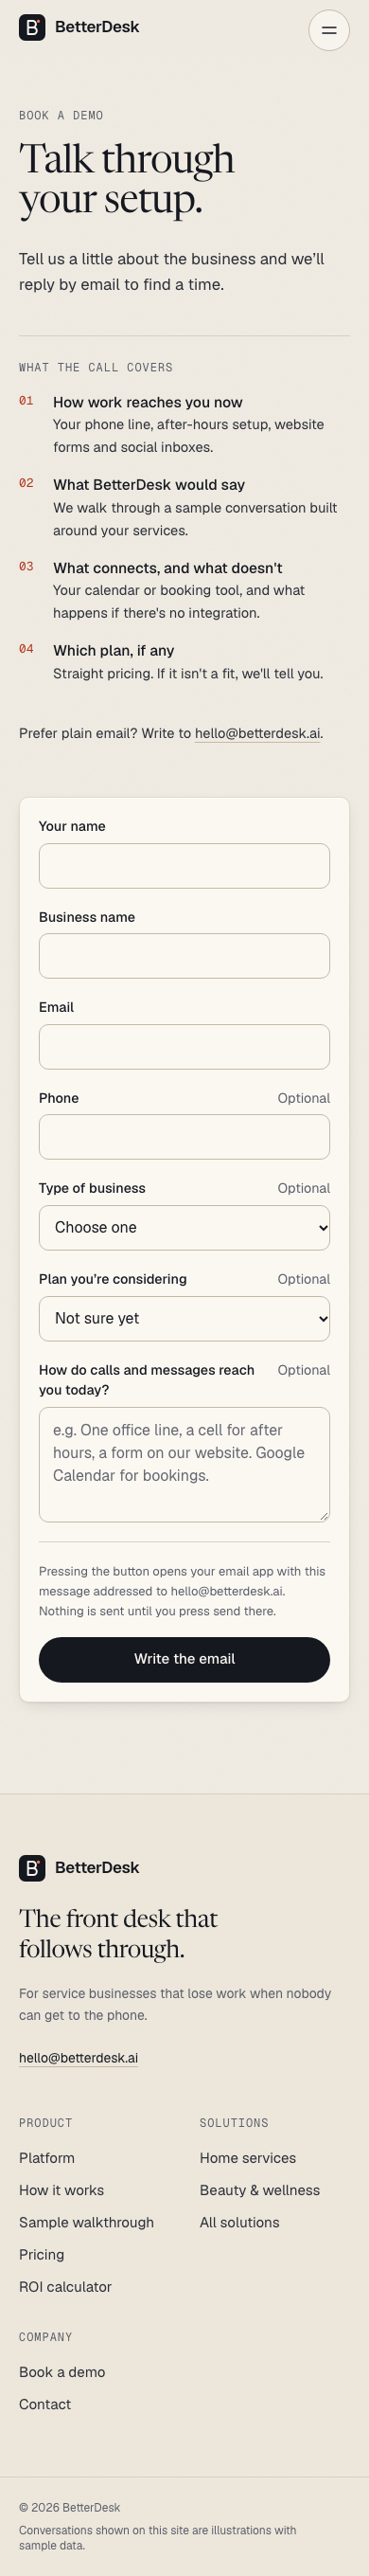 B BetterDesk
BOOK A DEMO
Talk through
your setup.
Tell us a little about the business and we’ll
reply by email to find a time.
WHAT THE CALL COVERS
01 How work reaches you now
Your phone line, after-hours setup, website
forms and social inboxes.
02 What BetterDesk would say
We walk through a sample conversation built
around your services.
03 What connects, and what doesn't
Your calendar or booking tool, and what
happens if there's no integration.
04 Which plan, if any
Straight pricing. If it isn't a fit, we'll tell you.
Prefer plain email? Write to hello@betterdesk.ai.
Your name
Business name
Email
Phone Optional
Type of business Optional
Choose one
Plan you’re considering Optional
Not sure yet
How do calls and messages reach Optional
you today?
e.g. One office line, a cell for after
hours, a form on our website. Google
Calendar for bookings.
Pressing the button opens your email app with this
message addressed to hello@betterdesk.ai.
Nothing is sent until you press send there.
Write the email
B BetterDesk
The front desk that
follows through.
For service businesses that lose work when nobody
can get to the phone.
hello@betterdesk.ai
PRODUCT
Platform
How it works
Sample walkthrough
Pricing
ROI calculator
SOLUTIONS
Home services
Beauty & wellness
All solutions
COMPANY
Book a demo
Contact
© 2026 BetterDesk
Conversations shown on this site are illustrations with
sample data.